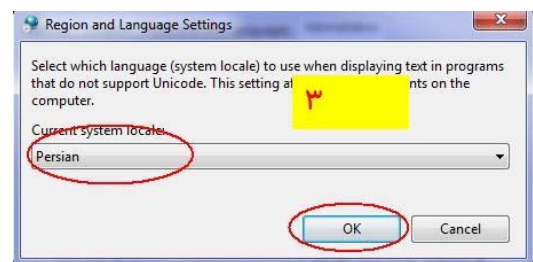 Region and Language Settings
Select which language (system locale) to use when displaying text in programs
that do not support Unicode. This setting af nts on the
computer.
۳
Current system locale:
Persian
OK
Cancel